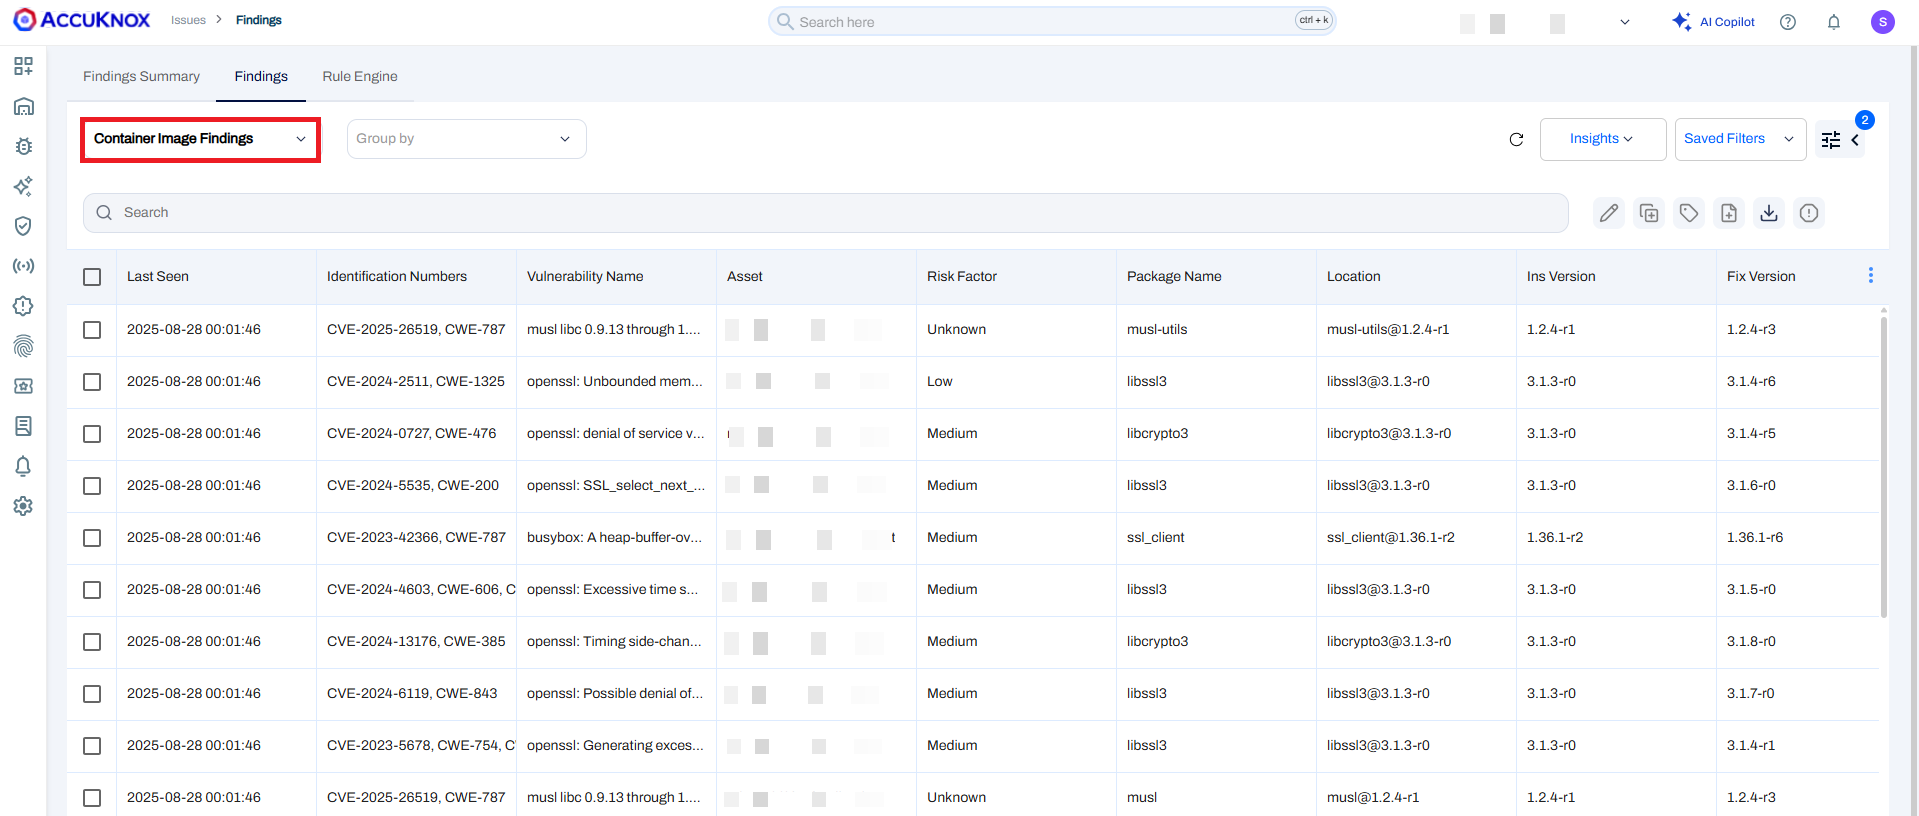 ACCUKNOX Issues > Findings Search here ctrl + k AI Copilot S
Findings Summary Findings Rule Engine
Container Image Findings Group by Insights Saved Filters 2
Search
Last Seen Identification Numbers Vulnerability Name Asset Risk Factor Package Name Location Ins Version Fix Version
2025-08-28 00:01:46 CVE-2025-26519, CWE-787 musl libc 0.9.13 through 1.... Unknown musl-utils musl-utils@1.2.4-r1 1.2.4-r1 1.2.4-r3
2025-08-28 00:01:46 CVE-2024-2511, CWE-1325 openssl: Unbounded mem... Low libssl3 libssl3@3.1.3-r0 3.1.3-r0 3.1.4-r6
2025-08-28 00:01:46 CVE-2024-0727, CWE-476 openssl: denial of service v... Medium libcrypto3 libcrypto3@3.1.3-r0 3.1.3-r0 3.1.4-r5
2025-08-28 00:01:46 CVE-2024-5535, CWE-200 openssl: SSL_select_next_... Medium libssl3 libssl3@3.1.3-r0 3.1.3-r0 3.1.6-r0
2025-08-28 00:01:46 CVE-2023-42366, CWE-787 busybox: A heap-buffer-ov... t Medium ssl_client ssl_client@1.36.1-r2 1.36.1-r2 1.36.1-r6
2025-08-28 00:01:46 CVE-2024-4603, CWE-606, C openssl: Excessive time s... Medium libssl3 libssl3@3.1.3-r0 3.1.3-r0 3.1.5-r0
2025-08-28 00:01:46 CVE-2024-13176, CWE-385 openssl: Timing side-chan... Medium libcrypto3 libcrypto3@3.1.3-r0 3.1.3-r0 3.1.8-r0
2025-08-28 00:01:46 CVE-2024-6119, CWE-843 openssl: Possible denial of... Medium libssl3 libssl3@3.1.3-r0 3.1.3-r0 3.1.7-r0
2025-08-28 00:01:46 CVE-2023-5678, CWE-754, C openssl: Generating exces... Medium libssl3 libssl3@3.1.3-r0 3.1.3-r0 3.1.4-r1
2025-08-28 00:01:46 CVE-2025-26519, CWE-787 musl libc 0.9.13 through 1.... Unknown musl musl@1.2.4-r1 1.2.4-r1 1.2.4-r3